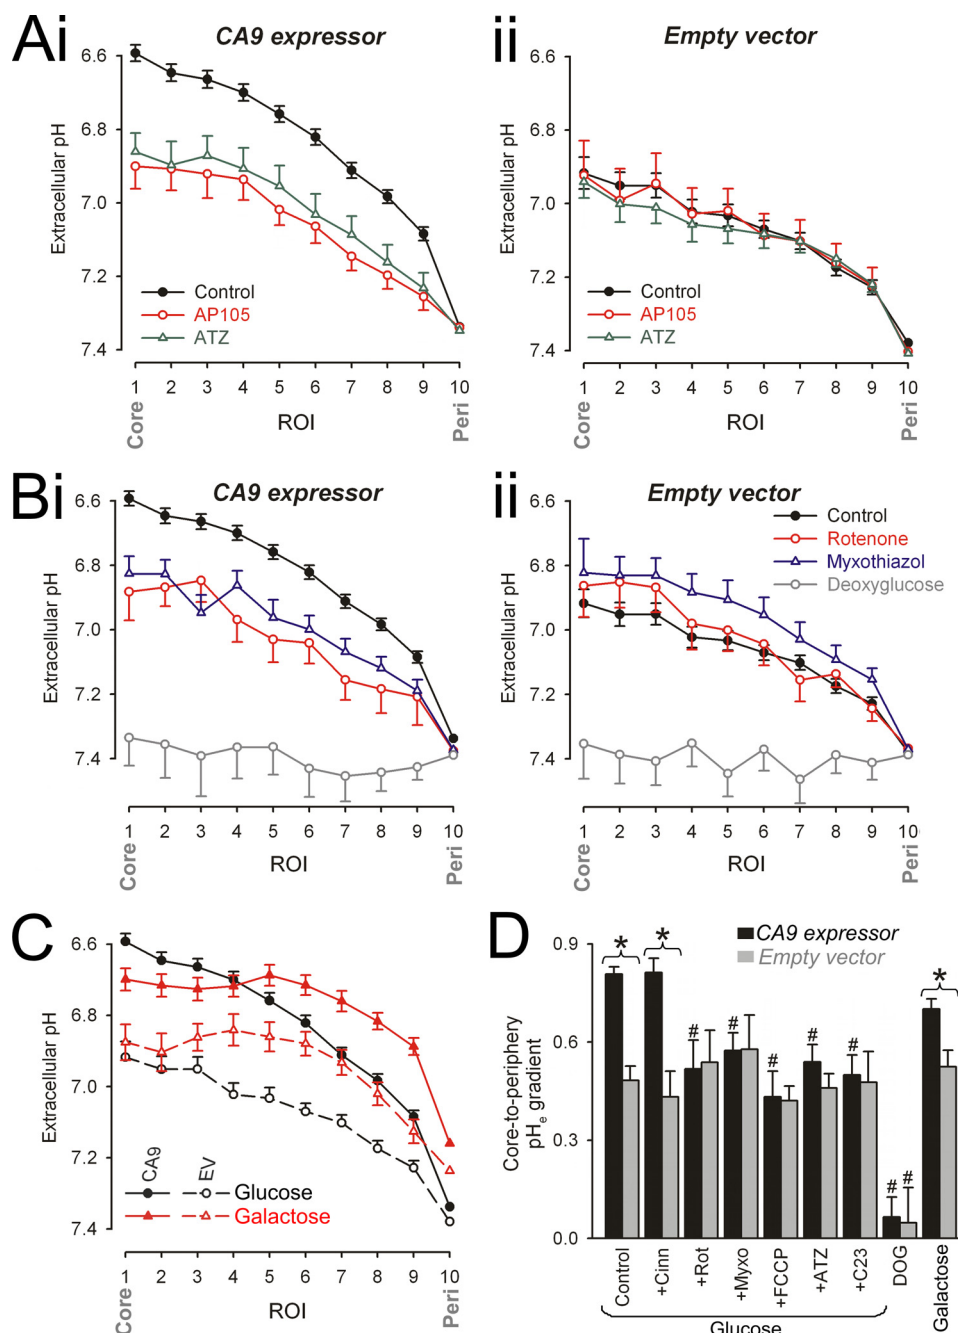 Ai
CA9 expressor
Extracellular pH
6.6
6.8
7.0
7.2
7.4
Control
AP105
ATZ
1 2 3 4 5 6 7 8 9 10
Core
ROI
Peri
ii
Empty vector
Extracellular pH
6.6
6.8
7.0
7.2
7.4
Control
AP105
ATZ
1 2 3 4 5 6 7 8 9 10
Core
ROI
Peri
Bi
CA9 expressor
Extracellular pH
6.6
6.8
7.0
7.2
7.4
1 2 3 4 5 6 7 8 9 10
Core
ROI
Peri
ii
Empty vector
Extracellular pH
6.6
6.8
7.0
7.2
7.4
Control
Rotenone
Myxothiazol
Deoxyglucose
1 2 3 4 5 6 7 8 9 10
Core
ROI
Peri
C
Extracellular pH
6.6
6.8
7.0
7.2
7.4
CA9
EV
Glucose
Galactose
1 2 3 4 5 6 7 8 9 10
Core
ROI
Peri
D
CA9 expressor
Empty vector
Core-to-periphery
pHe gradient
0.9
0.6
0.3
0.0
* * # # # # # # # *
Control
+Cinn
+Rot
+Myxo
+FCCP
+ATZ
+C23
DOG
Galactose
Glucose